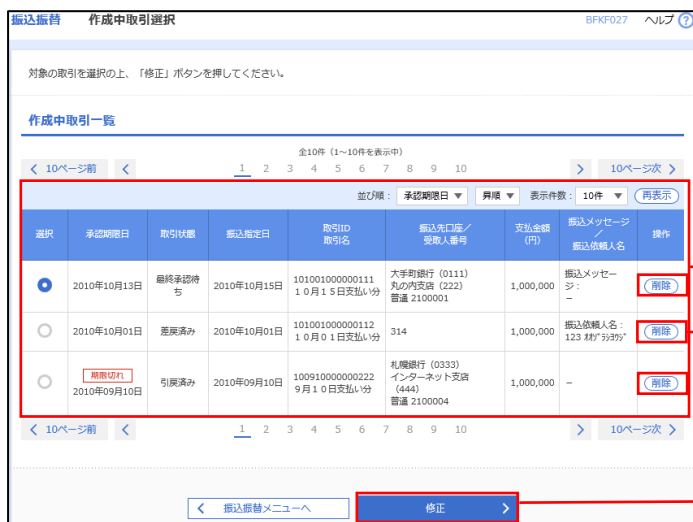 振込振替 作成中取引選択 BFKF027 ヘルプ ?
対象の取引を選択の上、「修正」ボタンを押してください。
作成中取引一覧
全10件（1～10件を表示中）
< 10ページ前 < 1 2 3 4 5 6 7 8 9 10 > 10ページ次 >
並び順： 承認期限日 ▼ 昇順 ▼ 表示件数： 10件 ▼ 再表示
選択 承認期限日 取引状態 振込指定日 取引ID 取引名 振込先口座／ 受取人番号 支払金額 (円) 振込メッセージ ／ 振込依頼人名 操作
2010年10月13日 最終承認待ち 2010年10月15日 101001000000111 １０月１５日支払い分 大手町銀行（0111） 丸の内支店（222） 普通 2100001 1,000,000 振込メッセージ： － 削除
2010年10月01日 差戻済み 2010年10月01日 101001000000112 １０月０１日支払い分 314 1,000,000 振込依頼人名： 123 削除
期限切れ 2010年09月10日 引戻済み 2010年09月10日 100910000000222 ９月１０日支払い分 札幌銀行（0333） インターネット支店 （444） 普通 2100004 1,000,000 － 削除
< 10ページ前 < 1 2 3 4 5 6 7 8 9 10 > 10ページ次 >
< 振込振替メニューへ 修正 >